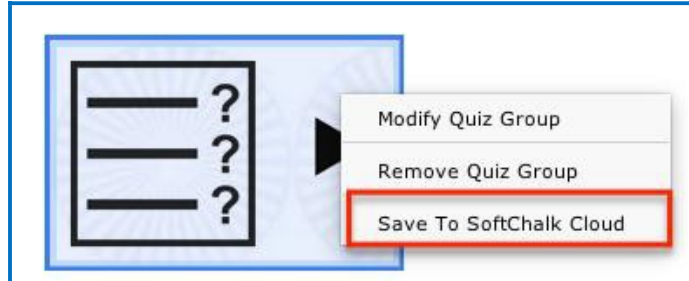 ?
?
?
Modify Quiz Group
Remove Quiz Group
Save To SoftChalk Cloud